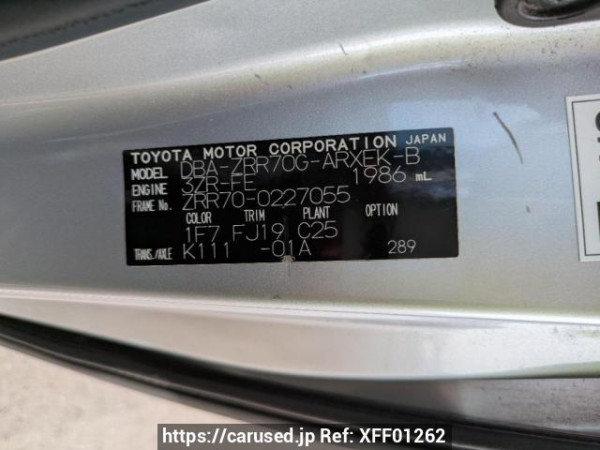 TOYOTA MOTOR CORPORATION JAPAN
MODEL DBA-ZRR70G-ARXEK-B
ENGINE 3ZR-FE 1986 mL
FRAME No. ZRR70-0227055
COLOR TRIM PLANT OPTION
1F7 FJ19 C25
TRANS./AXLE K111 -01A 289
https://carused.jp Ref: XFF01262